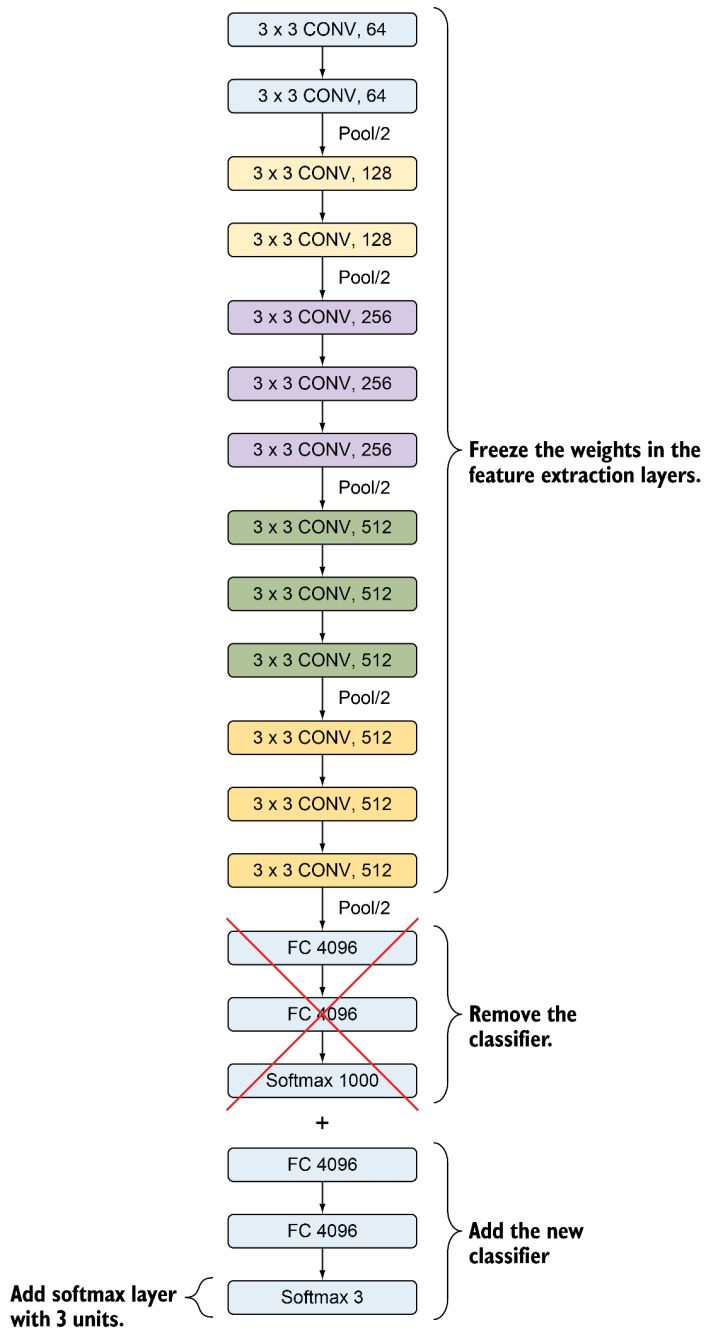 3 x 3 CONV, 64
3 x 3 CONV, 64
Pool/2
3 x 3 CONV, 128
3 x 3 CONV, 128
Pool/2
3 x 3 CONV, 256
3 x 3 CONV, 256
3 x 3 CONV, 256
Freeze the weights in the
feature extraction layers.
Pool/2
3 x 3 CONV, 512
3 x 3 CONV, 512
3 x 3 CONV, 512
Pool/2
3 x 3 CONV, 512
3 x 3 CONV, 512
3 x 3 CONV, 512
Pool/2
FC 4096
FC 4096
Softmax 1000
Remove the
classifier.
+
FC 4096
FC 4096
Softmax 3
Add the new
classifier
Add softmax layer
with 3 units.